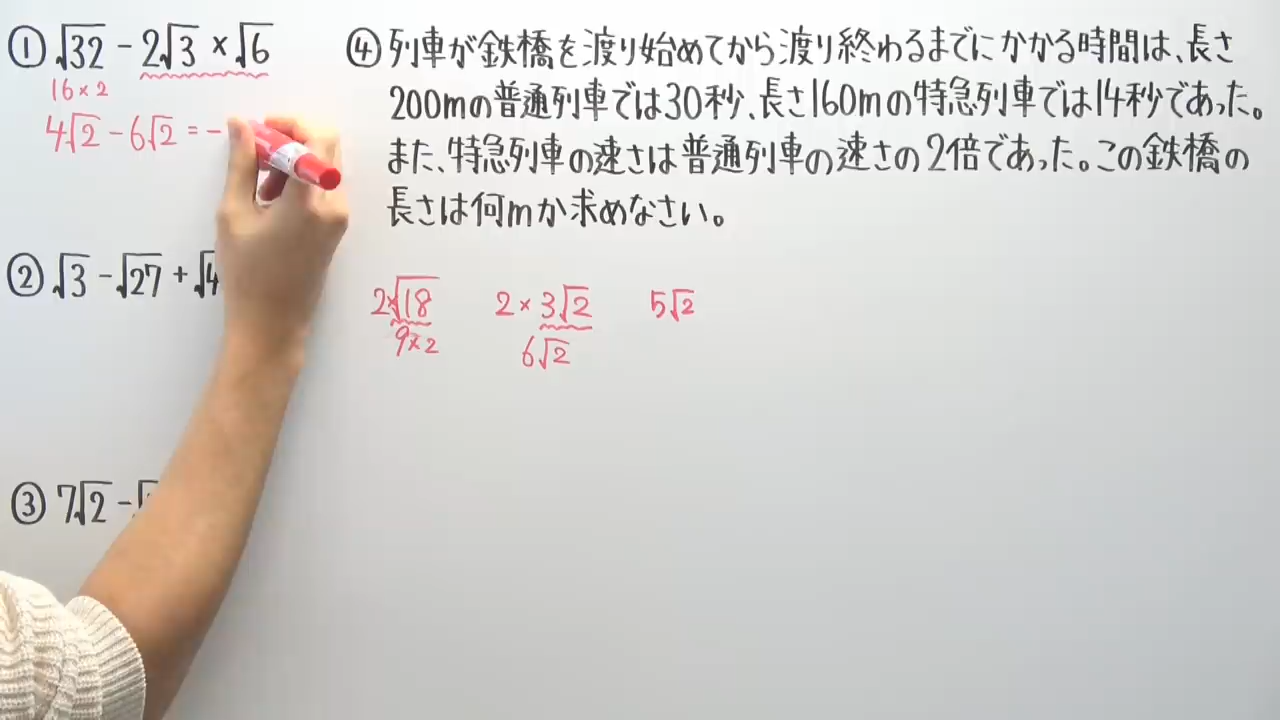 ① √32 - 2√3 × √6
16×2
4√2 - 6√2 = -
② √3 - √27 + √4
③ 7√2 - √
④ 列車が鉄橋を渡り始めてから渡り終わるまでにかかる時間は、長さ
200mの普通列車では30秒、長さ160mの特急列車では14秒であった。
また、特急列車の速さは普通列車の速さの2倍であった。この鉄橋の
長さは何mか求めなさい。
2×√18 2×3√2 5√2
9×2 6√2